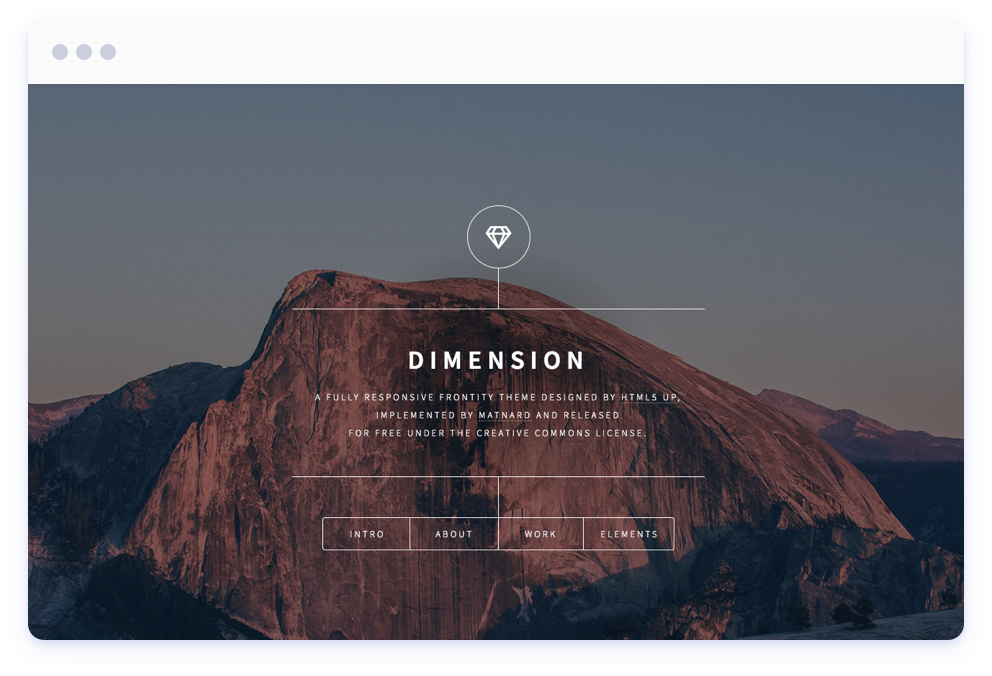 DIMENSION
A FULLY RESPONSIVE FRONTITY THEME DESIGNED BY HTML5 UP,
IMPLEMENTED BY MATNARD AND RELEASED
FOR FREE UNDER THE CREATIVE COMMONS LICENSE.
INTRO ABOUT WORK ELEMENTS